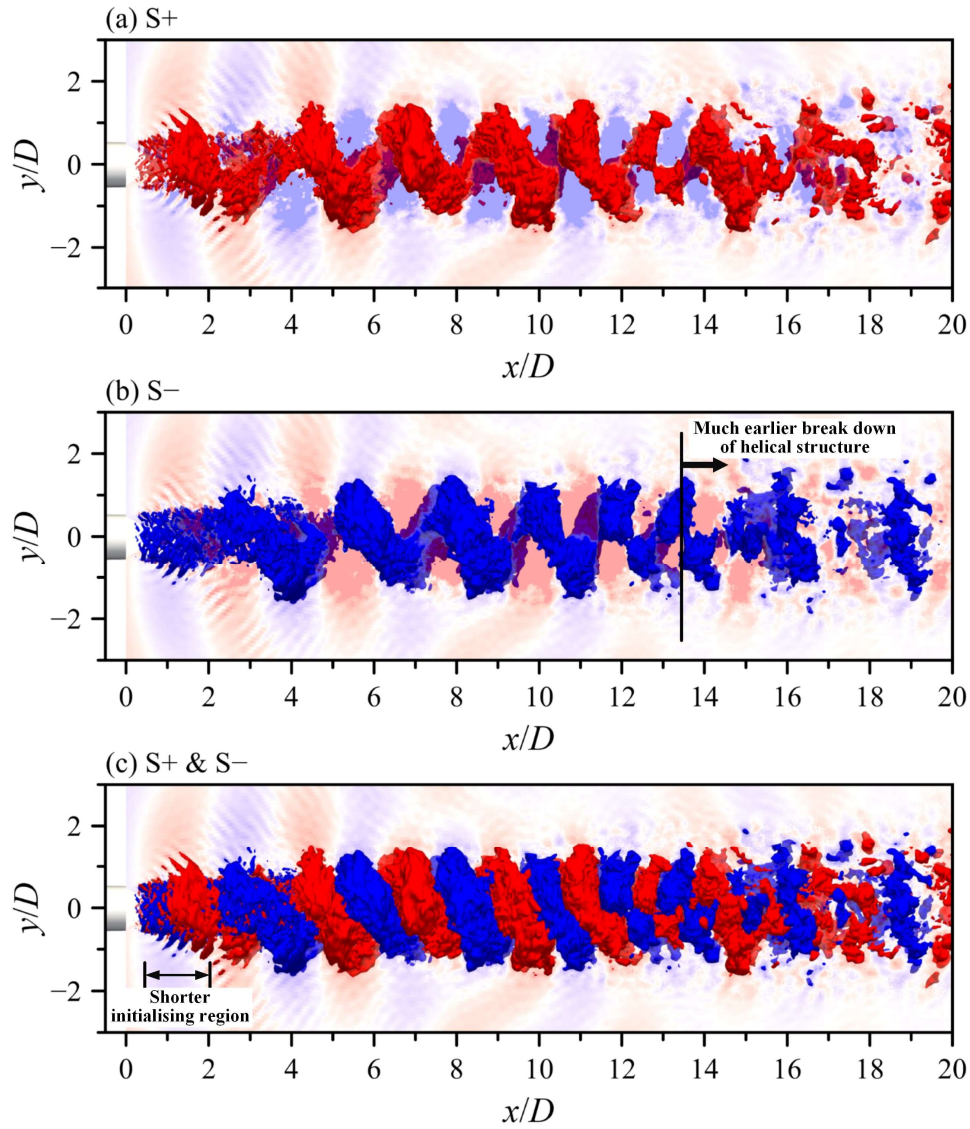 (a) S+
2
0
−2
y/D
0 2 4 6 8 10 12 14 16 18 20
x/D
(b) S−
Much earlier break down
of helical structure
2
0
−2
y/D
0 2 4 6 8 10 12 14 16 18 20
x/D
(c) S+ & S−
2
0
−2
y/D
Shorter
initialising region
0 2 4 6 8 10 12 14 16 18 20
x/D